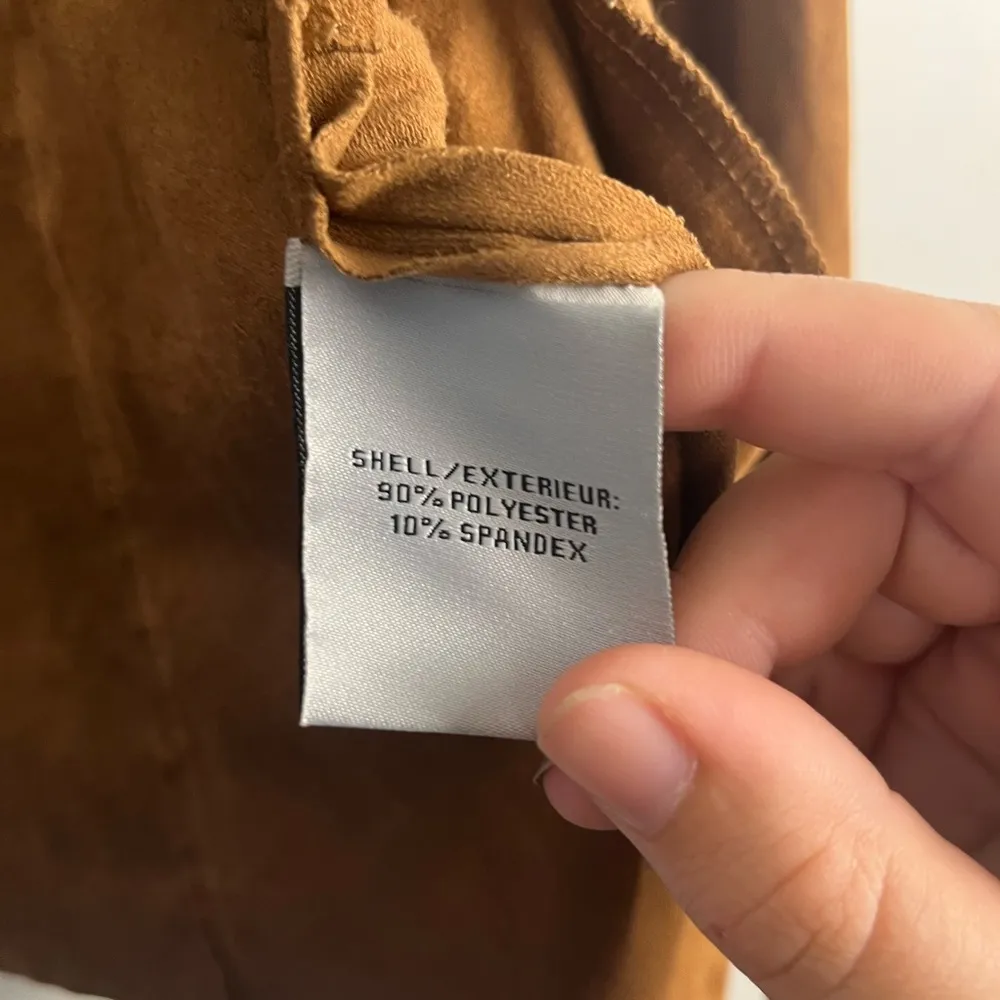 SHELL/EXTERIEUR:
90% POLYESTER
10% SPANDEX